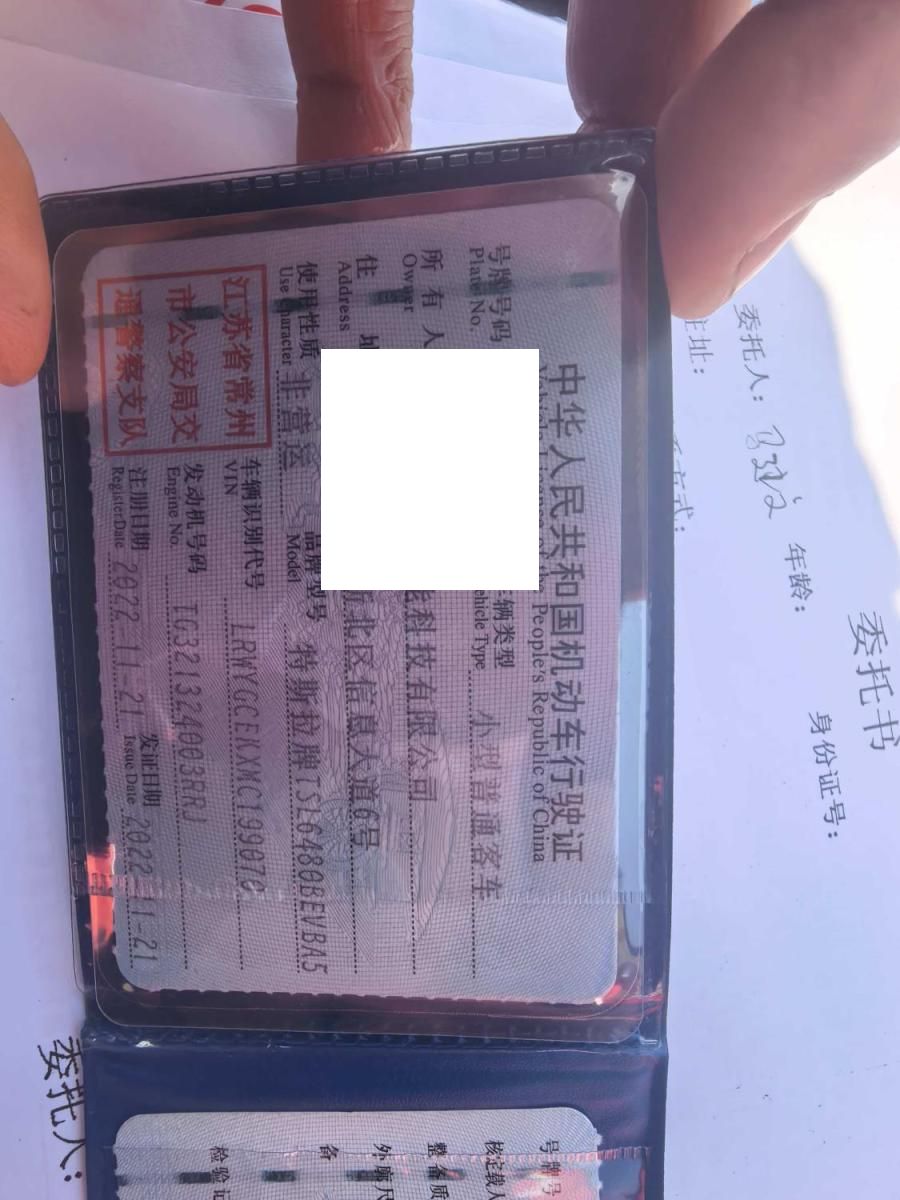 中华人民共和国机动车行驶证
People's Republic of China
号牌号码
Plate No.
辆类型
Vehicle Type
小型普通客车
所有人
Owner
科技有限公司
住
Address
北区信息大道6号
使用性质
Use Character
非营运
品牌型号
Model
特斯拉牌TSL6480BEVBA5
江苏省常州
市公安局交
通警察支队
车辆识别代号
VIN
LRWYGCEKXMC199070
发动机号码
Engine No.
TG321324003RRJ
注册日期
Register Date
2022-11-21
发证日期
Issue Date
2022-11-21
号牌号
核定载人
整备质
外廓尺
备
检验记
委托书
委托人：
年龄：
身份证号：
住址：
方式：
委托人：